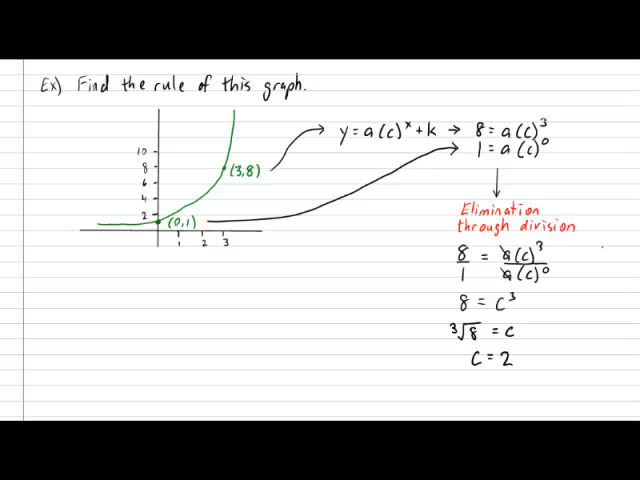 Ex) Find the rule of this graph.
y = a(c)ˣ + k → 8 = a(c)³
1 = a(c)⁰
10
8
6
4
2
(3,8)
(0,1)
1 2 3
Elimination
through division
8/1 = a(c)³/a(c)⁰
8 = c³
³√8 = c
c = 2